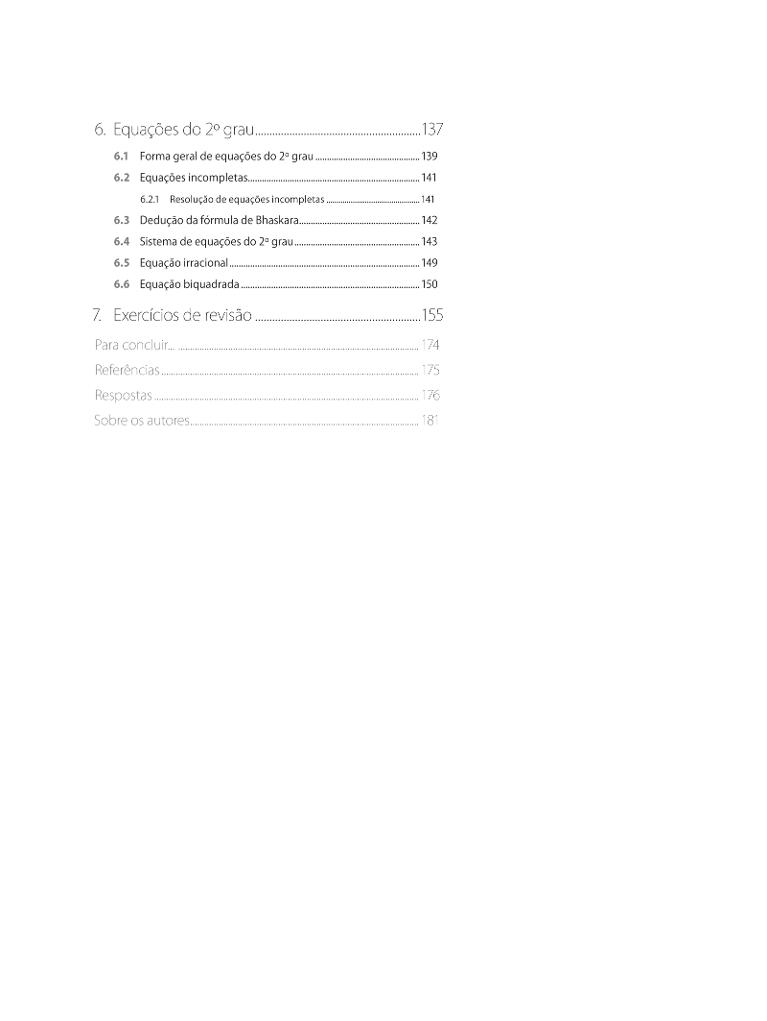 6. Equações do 2º grau..........................................................137
6.1 Forma geral de equações do 2º grau............................................139
6.2 Equações incompletas.........................................................................141
6.2.1 Resolução de equações incompletas........................................141
6.3 Dedução da fórmula de Bhaskara...................................................142
6.4 Sistema de equações do 2º grau.....................................................143
6.5 Equação irracional................................................................................149
6.6 Equação biquadrada...........................................................................150
7. Exercícios de revisão..........................................................155
Para concluir... ....................................................................................174
Referências..........................................................................................175
Respostas.............................................................................................176
Sobre os autores................................................................................181